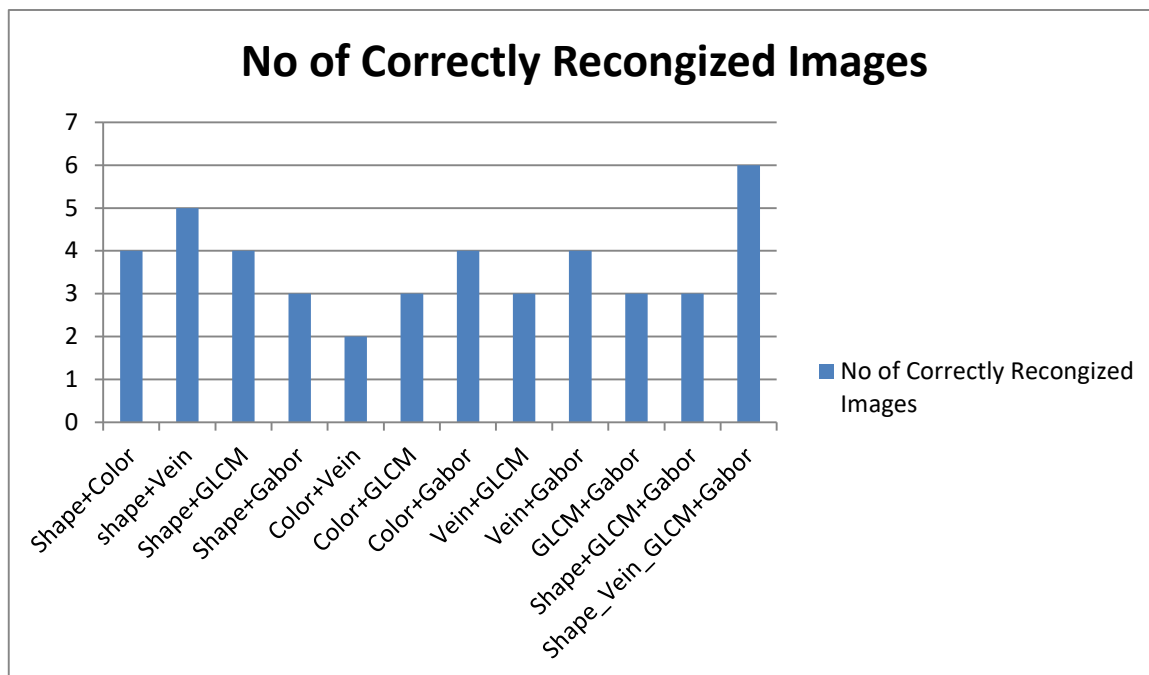 No of Correctly Recongized Images
7
6
5
4
3
2
1
0
Shape+Color
shape+Vein
Shape+GLCM
Shape+Gabor
Color+Vein
Color+GLCM
Color+Gabor
Vein+GLCM
Vein+Gabor
GLCM+Gabor
Shape+GLCM+Gabor
Shape_Vein_GLCM+Gabor
No of Correctly Recongized
Images